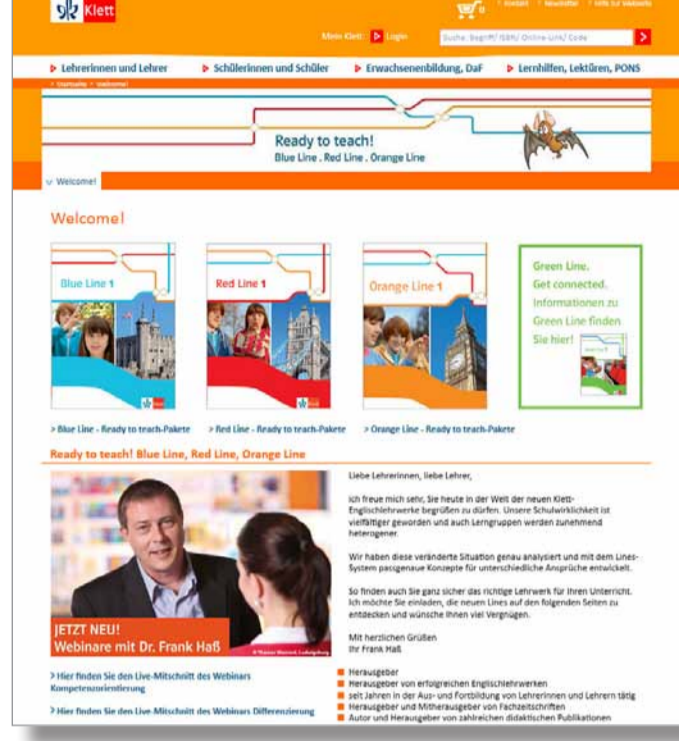 Klett
0
Kontakt
Newsletter
Hilfe zur Webseite
Mein Klett:
Login
Suche: Begriff/ ISBN/ Online-Link/ Code
Lehrerinnen und Lehrer
Schülerinnen und Schüler
Erwachsenenbildung, DaF
Lernhilfen, Lektüren, PONS
Startseite > Welcome!
Ready to teach!
Blue Line . Red Line . Orange Line
Welcome!
Welcome!
Blue Line 1
Red Line 1
Orange Line 1
Green Line.
Get connected.
Informationen zu
Green Line finden
Sie hier!
> Blue Line - Ready to teach-Pakete
> Red Line - Ready to teach-Pakete
> Orange Line - Ready to teach-Pakete
Ready to teach! Blue Line, Red Line, Orange Line
JETZT NEU!
Webinare mit Dr. Frank Haß
> Hier finden Sie den Live-Mitschnitt des Webinars
Kompetenzorientierung
> Hier finden Sie den Live-Mitschnitt des Webinars Differenzierung
Liebe Lehrerinnen, liebe Lehrer,
ich freue mich sehr, Sie heute in der Welt der neuen Klett-
Englischlehrwerke begrüßen zu dürfen. Unsere Schulwirklichkeit ist
vielfältiger geworden und auch Lerngruppen werden zunehmend
heterogener.
Wir haben diese veränderte Situation genau analysiert und mit dem Lines-
System passgenaue Konzepte für unterschiedliche Ansprüche entwickelt.
So finden auch Sie ganz sicher das richtige Lehrwerk für Ihren Unterricht.
Ich möchte Sie einladen, die neuen Lines auf den folgenden Seiten zu
entdecken und wünsche Ihnen viel Vergnügen.
Mit herzlichen Grüßen
Ihr Frank Haß
Herausgeber
Herausgeber von erfolgreichen Englischlehrwerken
seit Jahren in der Aus- und Fortbildung von Lehrerinnen und Lehrern tätig
Herausgeber und Mitherausgeber von Fachzeitschriften
Autor und Herausgeber von zahlreichen didaktischen Publikationen